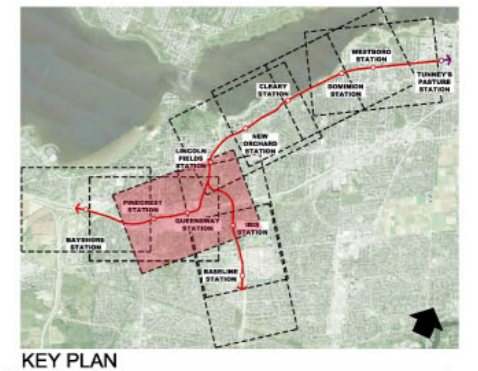 WESTBORO
STATION
TUNNEY'S
PASTURE
STATION
CLEARY
STATION
DOMINION
STATION
NEW
ORCHARD
STATION
LINCOLN
FIELDS
STATION
PINECREST
STATION
QUEENSWAY
STATION
IRIS
STATION
BAYSHORE
STATION
BASELINE
STATION
KEY PLAN